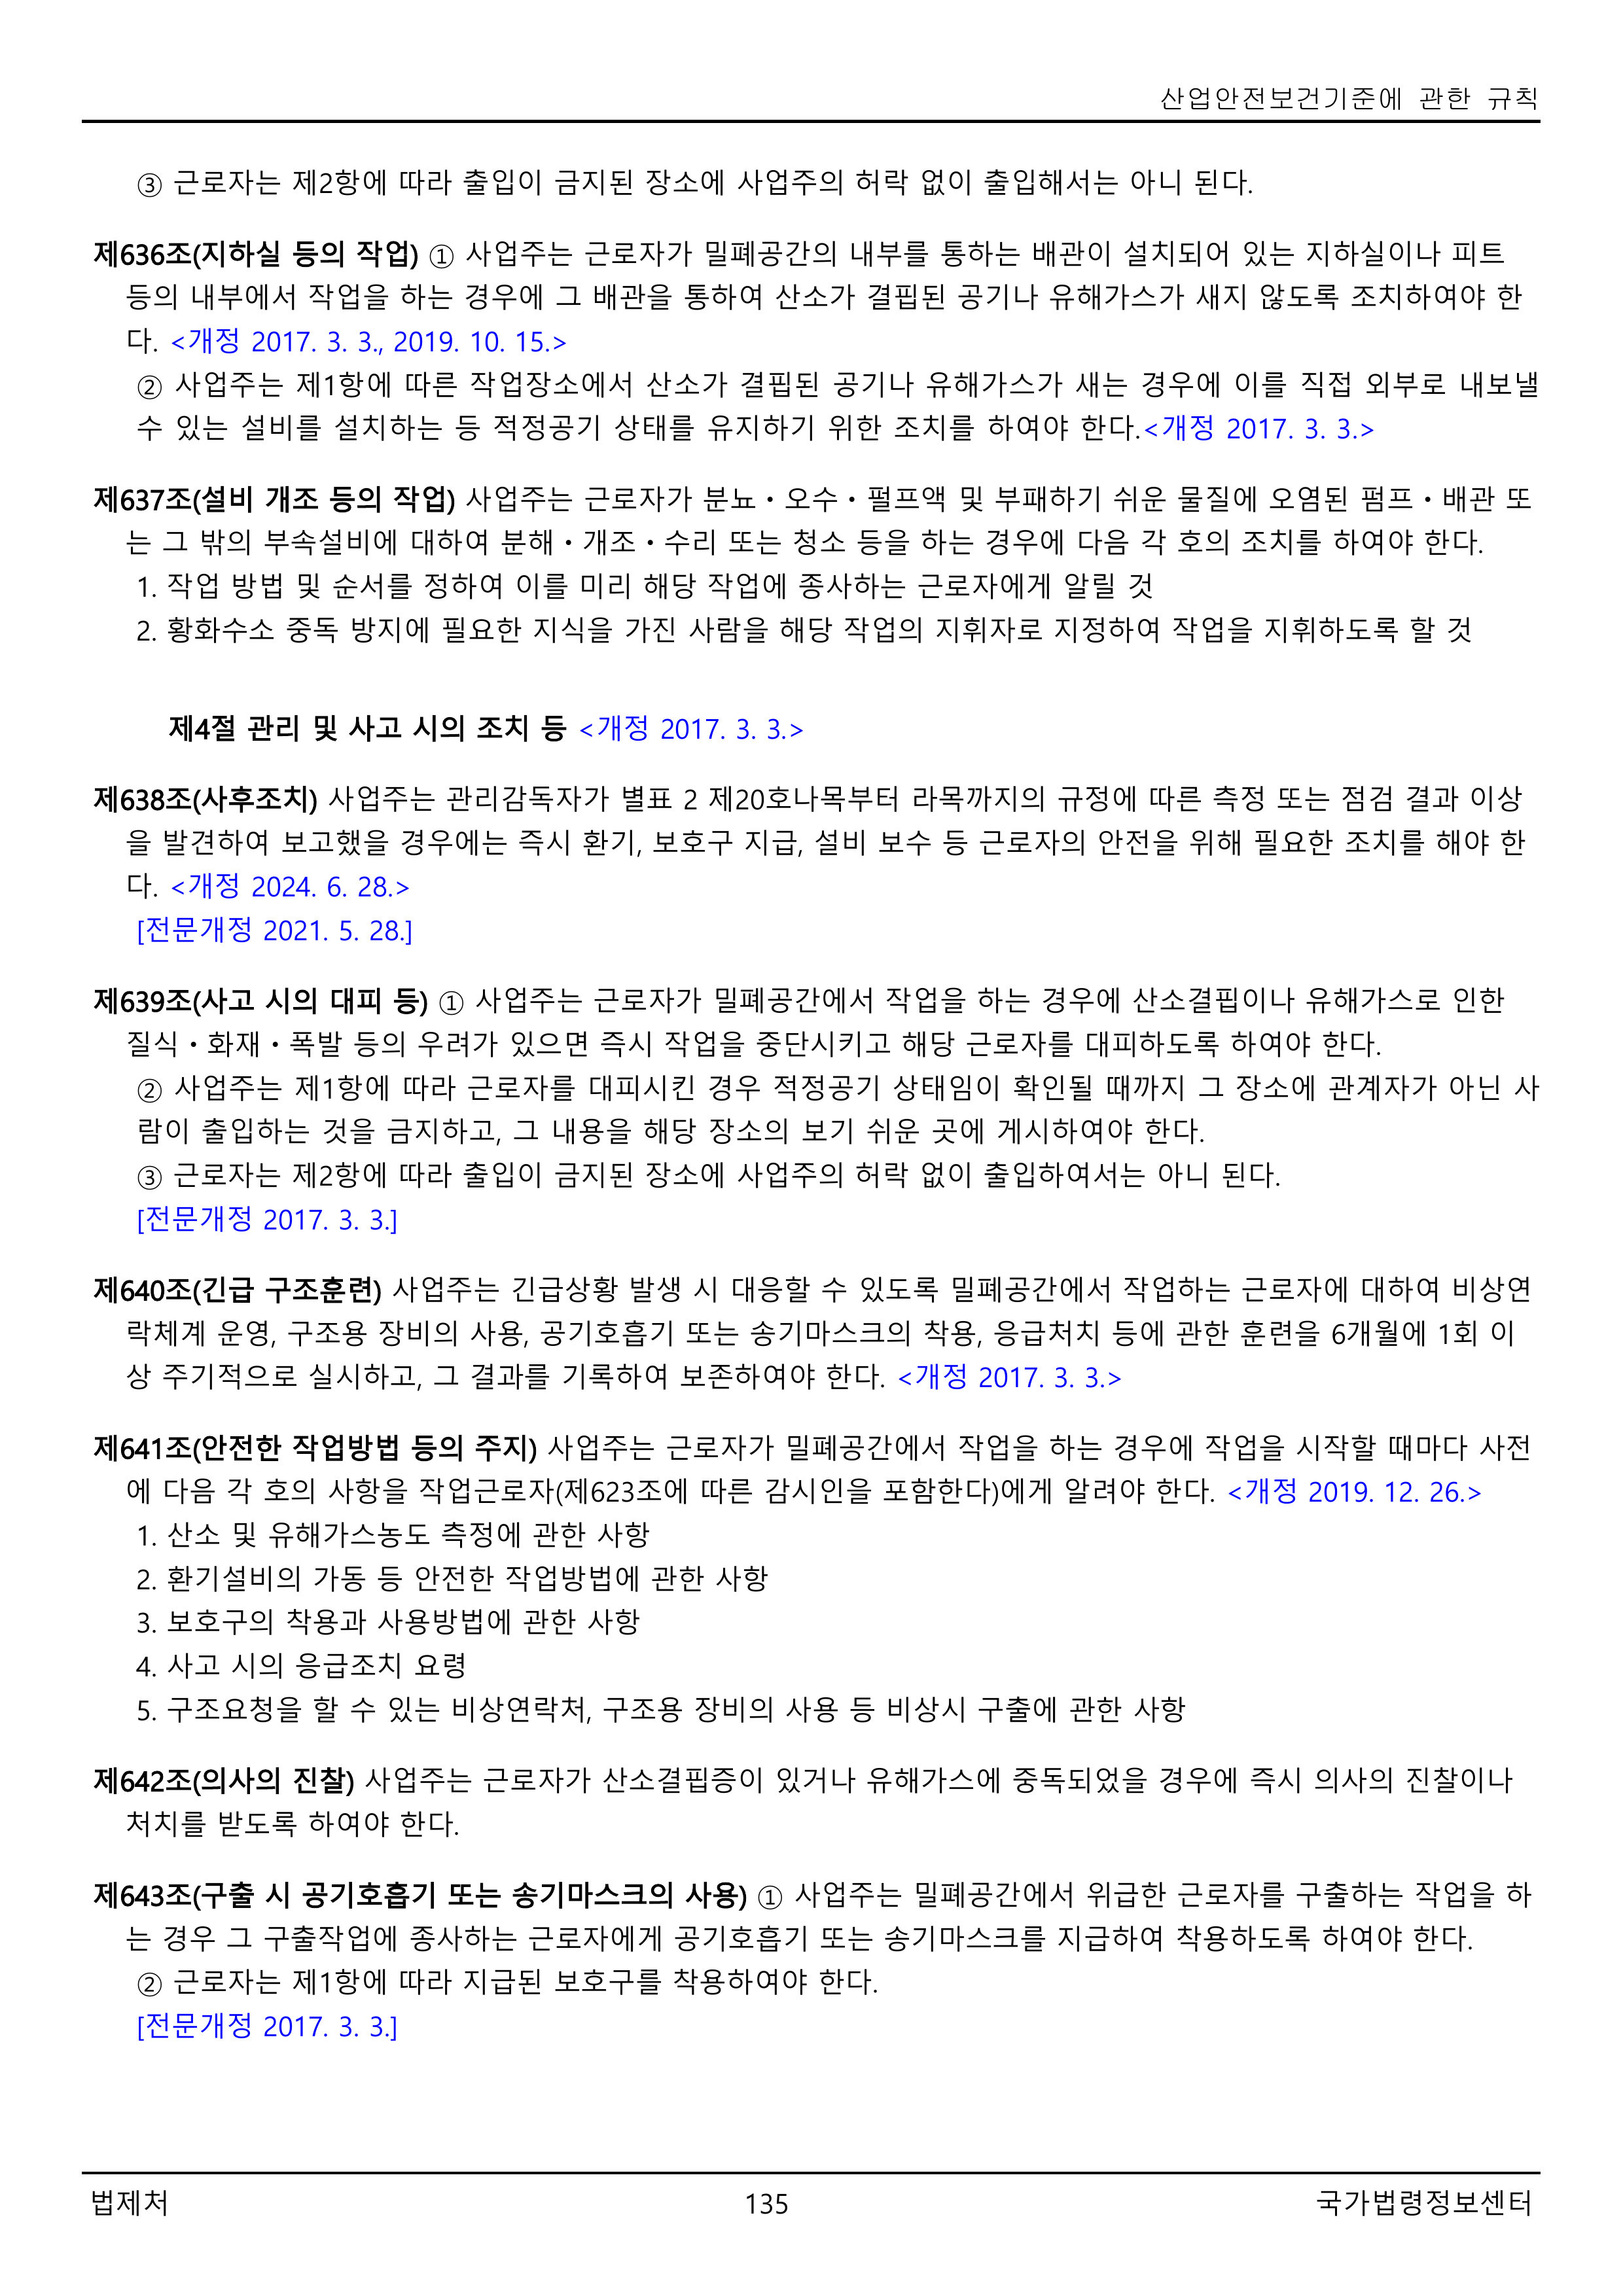 산업안전보건기준에 관한 규칙
③ 근로자는 제2항에 따라 출입이 금지된 장소에 사업주의 허락 없이 출입해서는 아니 된다.
제636조(지하실 등의 작업) ① 사업주는 근로자가 밀폐공간의 내부를 통하는 배관이 설치되어 있는 지하실이나 피트
등의 내부에서 작업을 하는 경우에 그 배관을 통하여 산소가 결핍된 공기나 유해가스가 새지 않도록 조치하여야 한
다. <개정 2017. 3. 3., 2019. 10. 15.>
② 사업주는 제1항에 따른 작업장소에서 산소가 결핍된 공기나 유해가스가 새는 경우에 이를 직접 외부로 내보낼
수 있는 설비를 설치하는 등 적정공기 상태를 유지하기 위한 조치를 하여야 한다.<개정 2017. 3. 3.>
제637조(설비 개조 등의 작업) 사업주는 근로자가 분뇨ㆍ오수ㆍ펄프액 및 부패하기 쉬운 물질에 오염된 펌프ㆍ배관 또
는 그 밖의 부속설비에 대하여 분해ㆍ개조ㆍ수리 또는 청소 등을 하는 경우에 다음 각 호의 조치를 하여야 한다.
1. 작업 방법 및 순서를 정하여 이를 미리 해당 작업에 종사하는 근로자에게 알릴 것
2. 황화수소 중독 방지에 필요한 지식을 가진 사람을 해당 작업의 지휘자로 지정하여 작업을 지휘하도록 할 것
제4절 관리 및 사고 시의 조치 등 <개정 2017. 3. 3.>
제638조(사후조치) 사업주는 관리감독자가 별표 2 제20호나목부터 라목까지의 규정에 따른 측정 또는 점검 결과 이상
을 발견하여 보고했을 경우에는 즉시 환기, 보호구 지급, 설비 보수 등 근로자의 안전을 위해 필요한 조치를 해야 한
다. <개정 2024. 6. 28.>
[전문개정 2021. 5. 28.]
제639조(사고 시의 대피 등) ① 사업주는 근로자가 밀폐공간에서 작업을 하는 경우에 산소결핍이나 유해가스로 인한
질식ㆍ화재ㆍ폭발 등의 우려가 있으면 즉시 작업을 중단시키고 해당 근로자를 대피하도록 하여야 한다.
② 사업주는 제1항에 따라 근로자를 대피시킨 경우 적정공기 상태임이 확인될 때까지 그 장소에 관계자가 아닌 사
람이 출입하는 것을 금지하고, 그 내용을 해당 장소의 보기 쉬운 곳에 게시하여야 한다.
③ 근로자는 제2항에 따라 출입이 금지된 장소에 사업주의 허락 없이 출입하여서는 아니 된다.
[전문개정 2017. 3. 3.]
제640조(긴급 구조훈련) 사업주는 긴급상황 발생 시 대응할 수 있도록 밀폐공간에서 작업하는 근로자에 대하여 비상연
락체계 운영, 구조용 장비의 사용, 공기호흡기 또는 송기마스크의 착용, 응급처치 등에 관한 훈련을 6개월에 1회 이
상 주기적으로 실시하고, 그 결과를 기록하여 보존하여야 한다. <개정 2017. 3. 3.>
제641조(안전한 작업방법 등의 주지) 사업주는 근로자가 밀폐공간에서 작업을 하는 경우에 작업을 시작할 때마다 사전
에 다음 각 호의 사항을 작업근로자(제623조에 따른 감시인을 포함한다)에게 알려야 한다. <개정 2019. 12. 26.>
1. 산소 및 유해가스농도 측정에 관한 사항
2. 환기설비의 가동 등 안전한 작업방법에 관한 사항
3. 보호구의 착용과 사용방법에 관한 사항
4. 사고 시의 응급조치 요령
5. 구조요청을 할 수 있는 비상연락처, 구조용 장비의 사용 등 비상시 구출에 관한 사항
제642조(의사의 진찰) 사업주는 근로자가 산소결핍증이 있거나 유해가스에 중독되었을 경우에 즉시 의사의 진찰이나
처치를 받도록 하여야 한다.
제643조(구출 시 공기호흡기 또는 송기마스크의 사용) ① 사업주는 밀폐공간에서 위급한 근로자를 구출하는 작업을 하
는 경우 그 구출작업에 종사하는 근로자에게 공기호흡기 또는 송기마스크를 지급하여 착용하도록 하여야 한다.
② 근로자는 제1항에 따라 지급된 보호구를 착용하여야 한다.
[전문개정 2017. 3. 3.]
법제처 135 국가법령정보센터